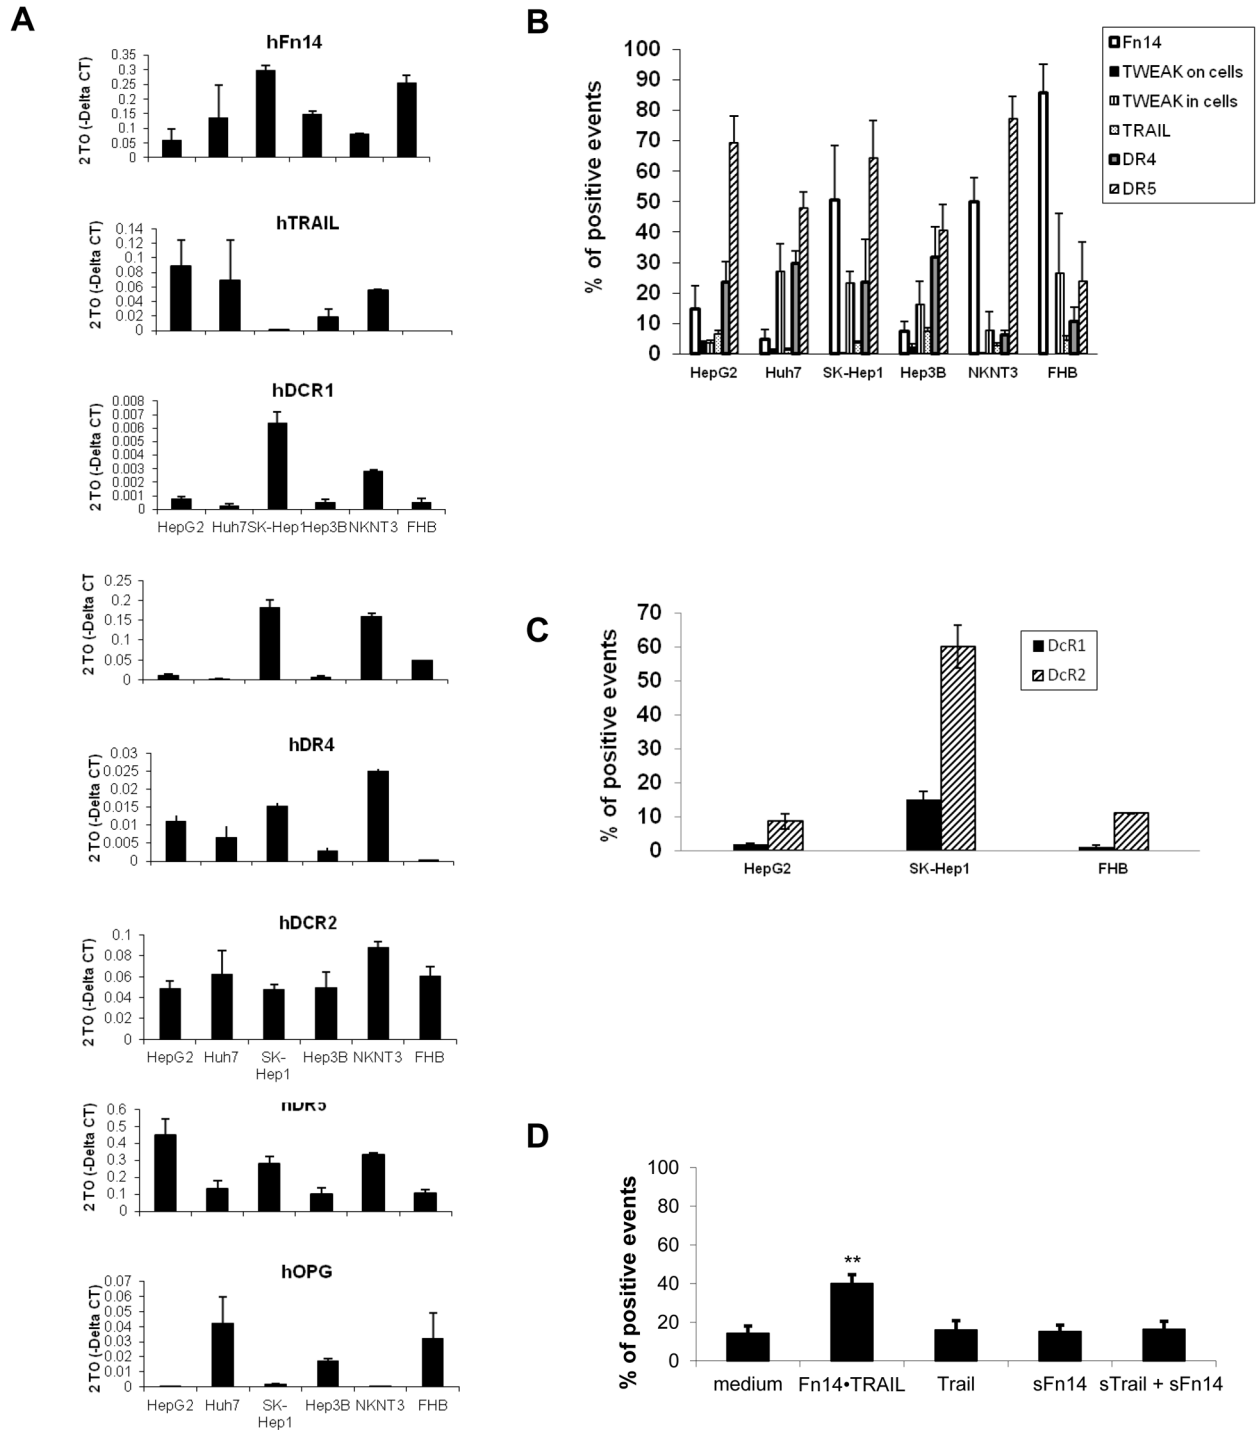 A
hFn14
2 TO (-Delta CT)
0.35
0.3
0.25
0.2
0.15
0.1
0.05
0
hTRAIL
2 TO (-Delta CT)
0.14
0.12
0.1
0.08
0.06
0.04
0.02
0
hDCR1
2 TO (-Delta CT)
0.008
0.007
0.006
0.005
0.004
0.003
0.002
0.001
0
HepG2 Huh7 SK-Hep1 Hep3B NKNT3 FHB
2 TO (-Delta CT
0.25
0.2
0.15
0.1
0.05
0
hDR4
2 TO (-Delta CT)
0.03
0.025
0.02
0.015
0.01
0.005
0
hDCR2
2 TO (-Delta CT)
0.1
0.08
0.06
0.04
0.02
0
HepG2 Huh7 SK- Hep3B NKNT3 FHB
Hep1
hDR5
2 TO (-Delta CT)
0.6
0.5
0.4
0.3
0.2
0.1
0
hOPG
2 TO (-Delta CT)
0.07
0.06
0.05
0.04
0.03
0.02
0.01
0
HepG2 Huh7 SK- Hep3B NKNT3 FHB
Hep1
B
% of positive events
100
90
80
70
60
50
40
30
20
10
0
HepG2 Huh7 SK-Hep1 Hep3B NKNT3 FHB
Fn14
TWEAK on cells
TWEAK in cells
TRAIL
DR4
DR5
C
% of positive events
70
60
50
40
30
20
10
0
HepG2 SK-Hep1 FHB
DcR1
DcR2
D
% of positive events
100
80
60
40
20
0
**
medium Fn14•TRAIL Trail sFn14 sTrail + sFn14